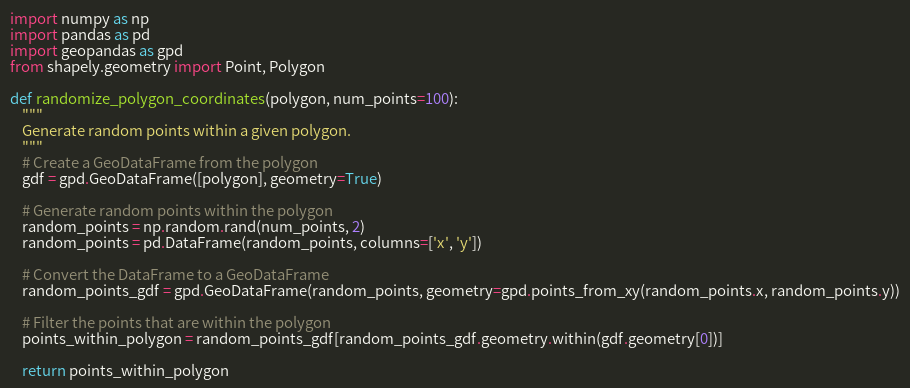 import numpy as np
import pandas as pd
import geopandas as gpd
from shapely.geometry import Point, Polygon

def randomize_polygon_coordinates(polygon, num_points=100):
    """
    Generate random points within a given polygon.
    """
    # Create a GeoDataFrame from the polygon
    gdf = gpd.GeoDataFrame([polygon], geometry=True)

    # Generate random points within the polygon
    random_points = np.random.rand(num_points, 2)
    random_points = pd.DataFrame(random_points, columns=['x', 'y'])

    # Convert the DataFrame to a GeoDataFrame
    random_points_gdf = gpd.GeoDataFrame(random_points, geometry=gpd.points_from_xy(random_points.x, random_points.y))

    # Filter the points that are within the polygon
    points_within_polygon = random_points_gdf[random_points_gdf.geometry.within(gdf.geometry[0])]

    return points_within_polygon